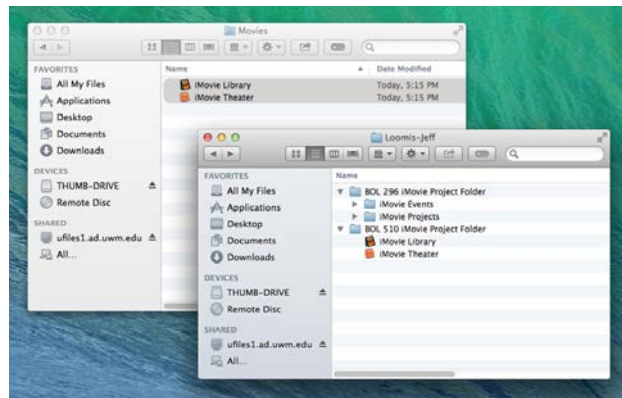 Movies
FAVORITES
All My Files
Applications
Desktop
Documents
Downloads
DEVICES
THUMB-DRIVE
Remote Disc
SHARED
ufiles1.ad.uwm.edu
All...
Name Date Modified
iMovie Library Today, 5:15 PM
iMovie Theater Today, 5:15 PM
Loomis-Jeff
FAVORITES
All My Files
Applications
Desktop
Documents
Downloads
DEVICES
THUMB-DRIVE
Remote Disc
SHARED
ufiles1.ad.uwm.edu
All...
Name
BOL 296 iMovie Project Folder
iMovie Events
iMovie Projects
BOL 510 iMovie Project Folder
iMovie Library
iMovie Theater